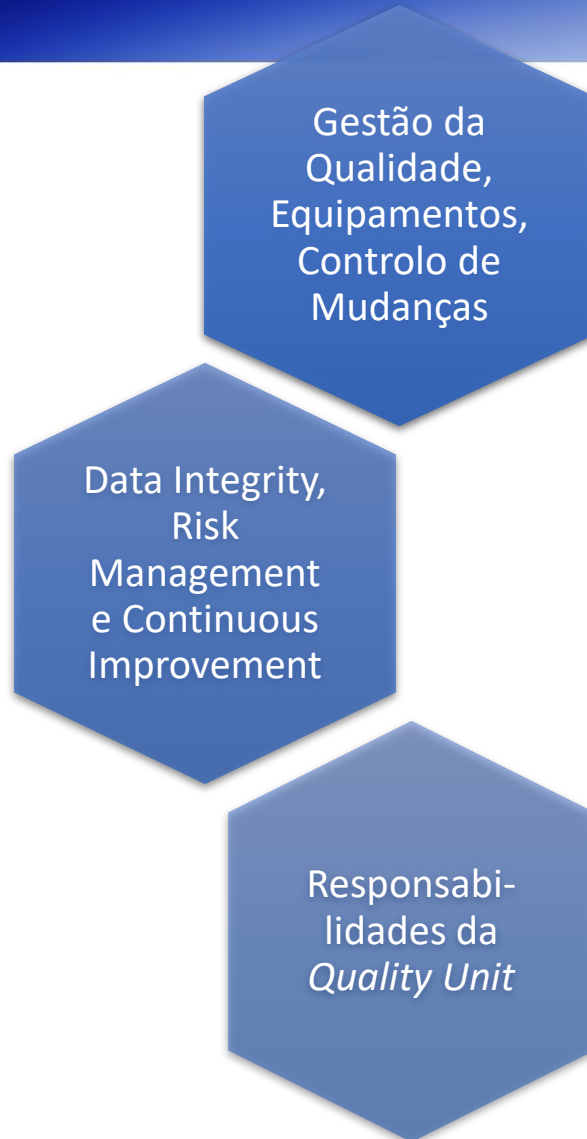 Gestão da
Qualidade,
Equipamentos,
Controlo de
Mudanças
Data Integrity,
Risk
Management
e Continuous
Improvement
Responsabi-
lidades da
Quality Unit